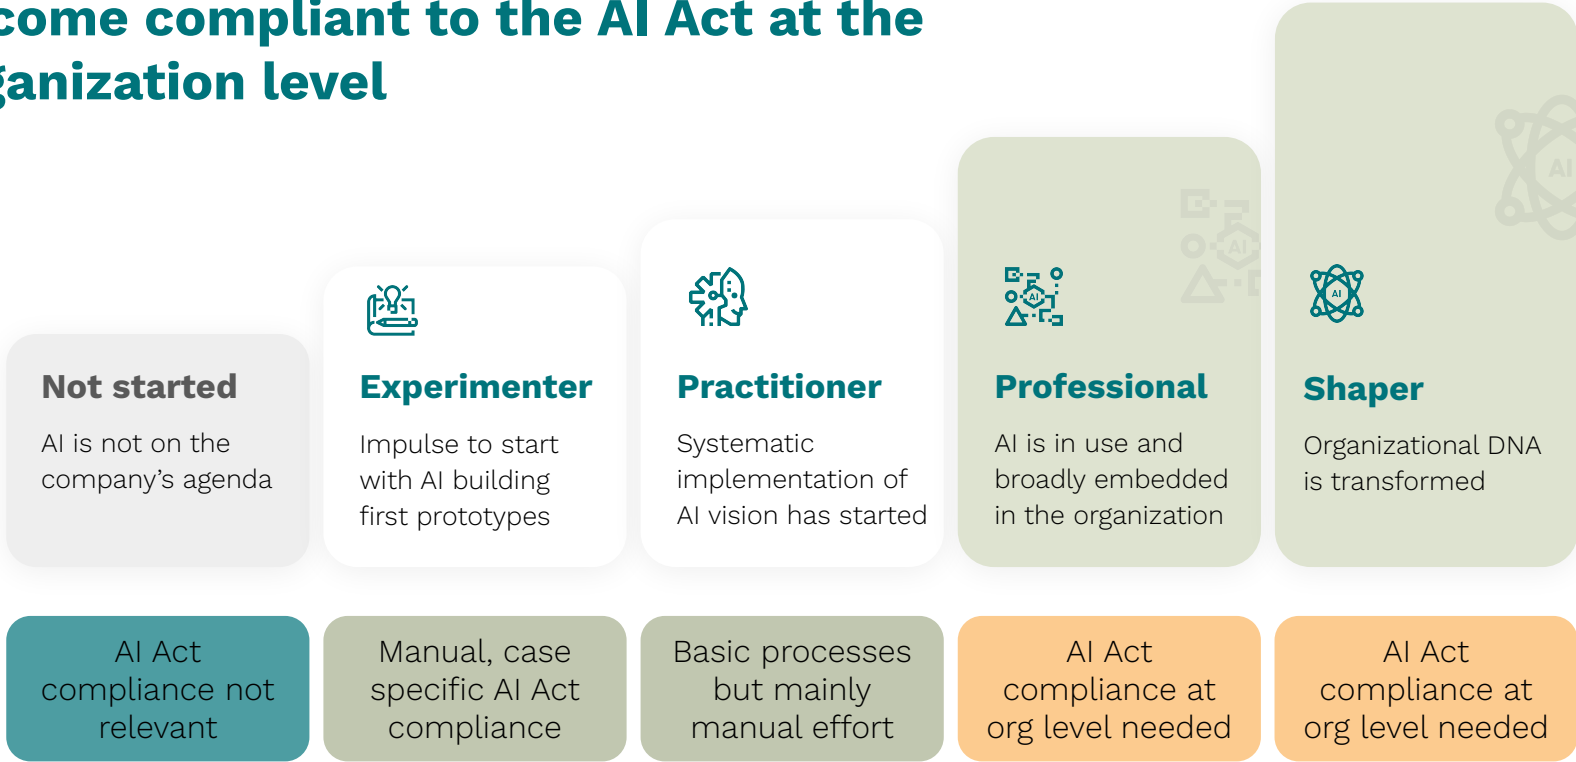 come compliant to the AI Act at the
ganization level
Not started
AI is not on the
company's agenda
Experimenter
Impulse to start
with AI building
first prototypes
Practitioner
Systematic
implementation of
AI vision has started
AI
Professional
AI is in use and
broadly embedded
in the organization
AI
AI
Shaper
Organizational DNA
is transformed
AI
AI Act
compliance not
relevant
Manual, case
specific AI Act
compliance
Basic processes
but mainly
manual effort
AI Act
compliance at
org level needed
AI Act
compliance at
org level needed